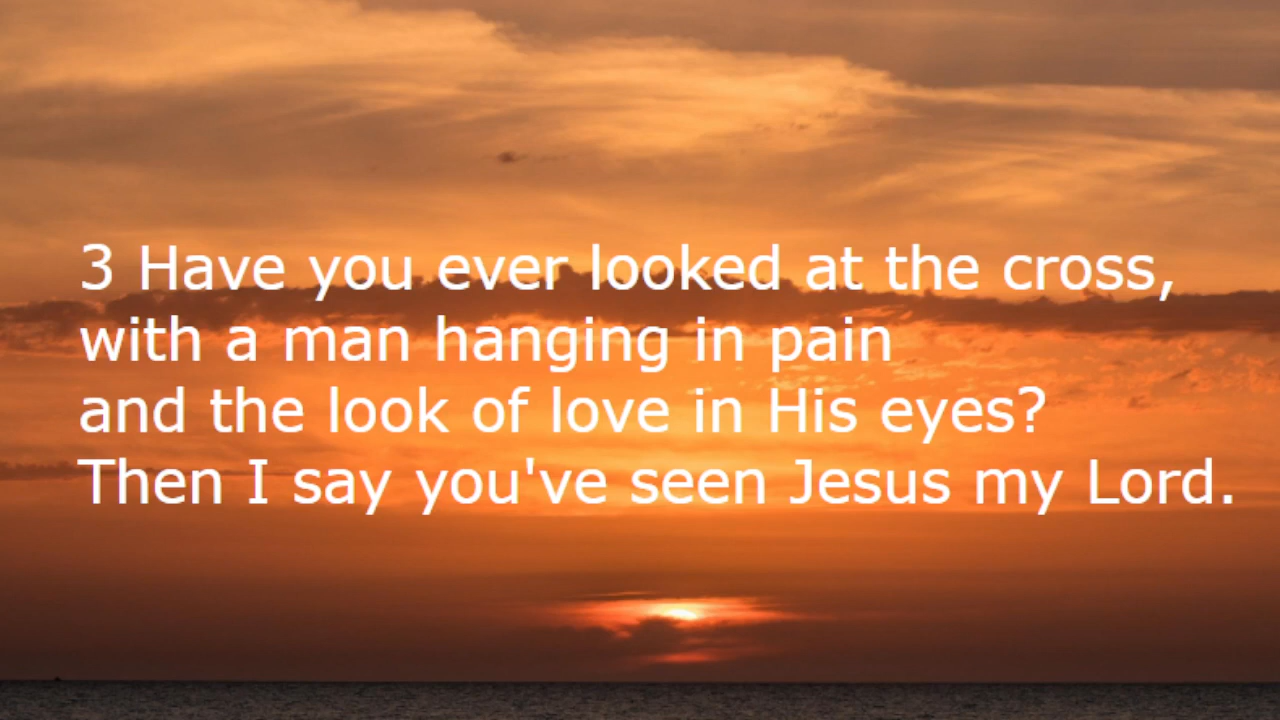 3 Have you ever looked at the cross,
with a man hanging in pain
and the look of love in His eyes?
Then I say you've seen Jesus my Lord.